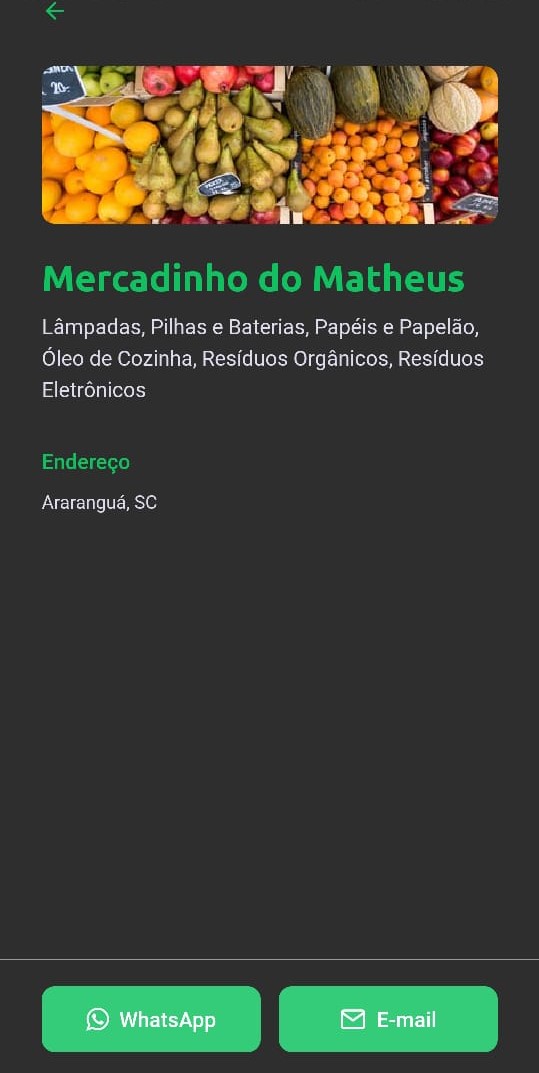 Mercadinho do Matheus
Lâmpadas, Pilhas e Baterias, Papéis e Papelão,
Óleo de Cozinha, Resíduos Orgânicos, Resíduos
Eletrônicos
Endereço
Araranguá, SC
WhatsApp
E-mail